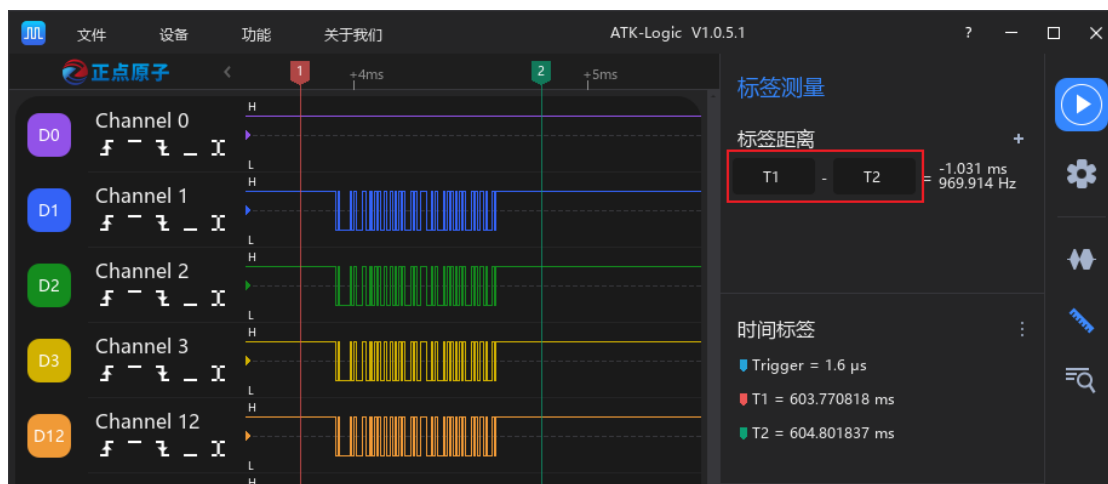 文件 设备 功能 关于我们 ATK-Logic V1.0.5.1 ?
正点原子 1 +4ms 2 +5ms
标签测量
H
D0 Channel 0
L
标签距离 +
T1 - T2 = -1.031 ms
969.914 Hz
H
D1 Channel 1
L
H
D2 Channel 2
L
H
D3 Channel 3
L
H
D12 Channel 12
L
H
时间标签
Trigger = 1.6 μs
T1 = 603.770818 ms
T2 = 604.801837 ms